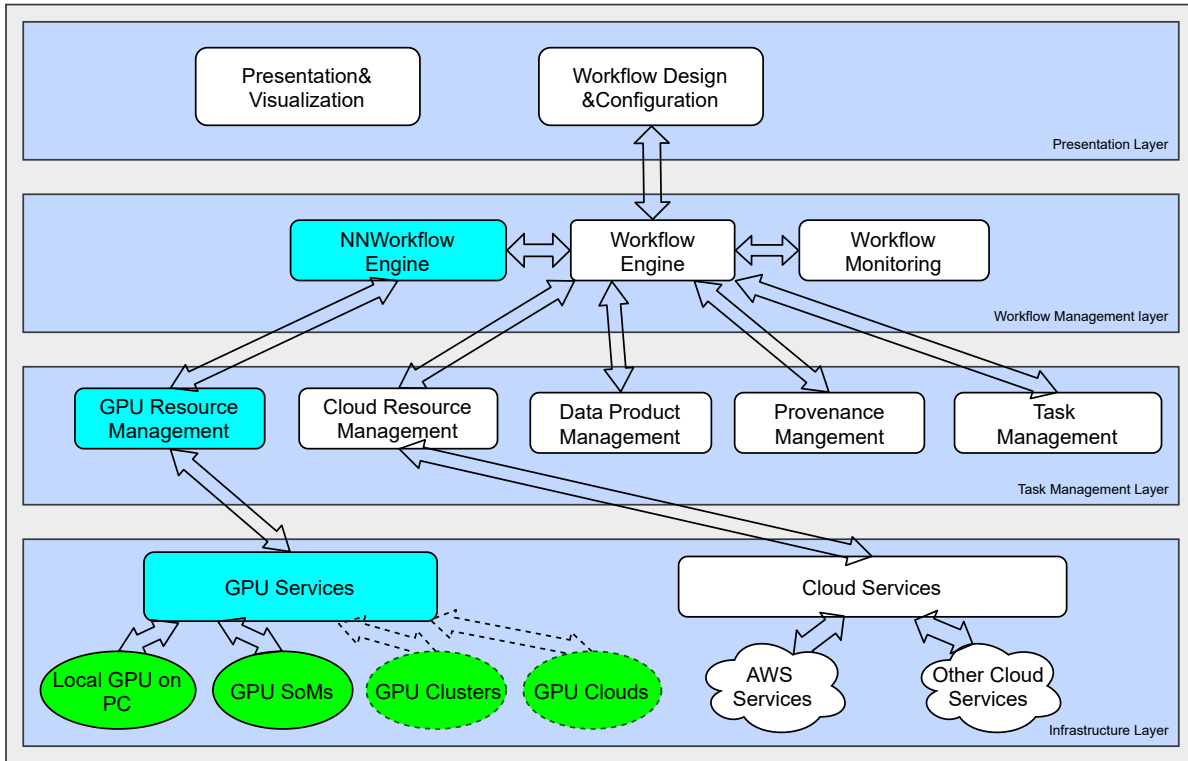 Presentation&
Visualization
Workflow Design
&Configuration
Presentation Layer
NNWorkflow
Engine
Workflow
Engine
Workflow
Monitoring
Workflow Management layer
GPU Resource
Management
Cloud Resource
Management
Data Product
Management
Provenance
Mangement
Task
Management
Task Management Layer
GPU Services
Cloud Services
Local GPU on
PC
GPU SoMs
GPU Clusters
GPU Clouds
AWS
Services
Other Cloud
Services
Infrastructure Layer